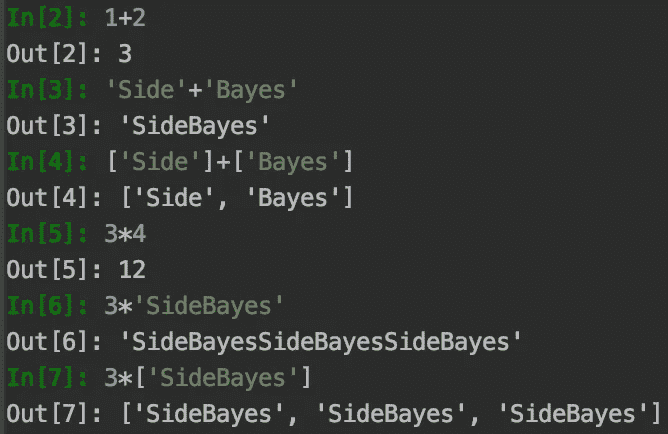 In[2]: 1+2
Out[2]: 3
In[3]: 'Side'+'Bayes'
Out[3]: 'SideBayes'
In[4]: ['Side']+['Bayes']
Out[4]: ['Side', 'Bayes']
In[5]: 3*4
Out[5]: 12
In[6]: 3*'SideBayes'
Out[6]: 'SideBayesSideBayesSideBayes'
In[7]: 3*['SideBayes']
Out[7]: ['SideBayes', 'SideBayes', 'SideBayes']